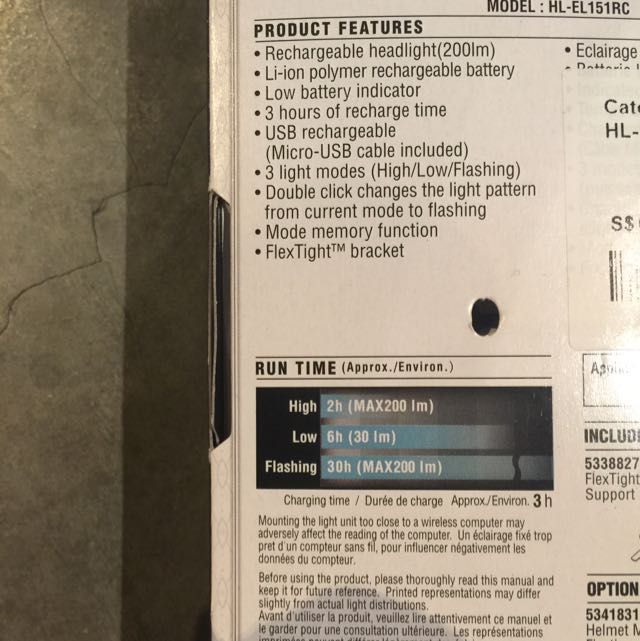 MODEL : HL-EL151RC
PRODUCT FEATURES
• Rechargeable headlight(200lm)
• Li-ion polymer rechargeable battery
• Low battery indicator
• 3 hours of recharge time
• USB rechargeable
(Micro-USB cable included)
• 3 light modes (High/Low/Flashing)
• Double click changes the light pattern
from current mode to flashing
• Mode memory function
• FlexTight™ bracket
• Eclairage
HL-
S$
RUN TIME (Approx./Environ.)
High 2h (MAX200 lm)
Low 6h (30 lm)
Flashing 30h (MAX200 lm)
Charging time / Durée de charge Approx./Environ. 3 h
Mounting the light unit too close to a wireless computer may
adversely affect the reading of the computer. Un éclairage fixé trop
pret d'un compteur sans fil, pour influencer négativement les
données du compteur.
Before using the product, please thoroughly read this manual and
keep it for future reference. Printed representations may differ
slightly from actual light distributions.
Avant d'utiliser la produit, veuillez lire attentivement ce manuel et
le garder pour une consultation ultérieure. Les représentations
INCLUD
5338827
FlexTight
Support
OPTION
5341831
Helmet M